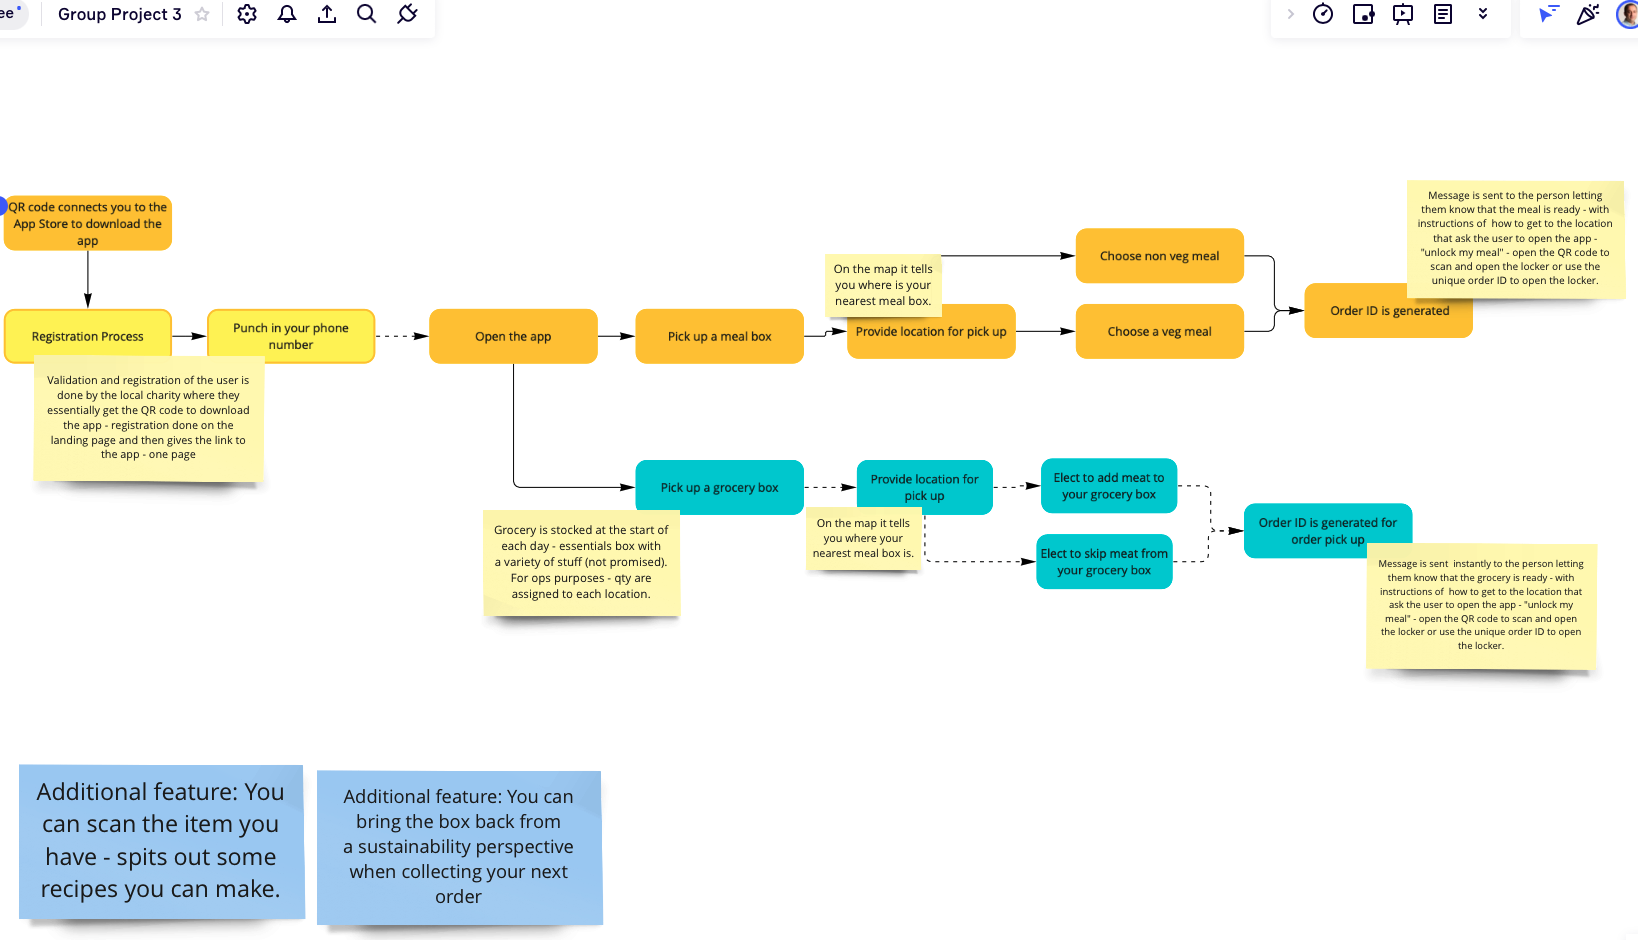 ee
Group Project 3
QR code connects you to the
App Store to download the
app
Registration Process
Punch in your phone
number
Validation and registration of the user is
done by the local charity where they
essentially get the QR code to download
the app - registration done on the
landing page and then gives the link to
the app - one page
Open the app
Pick up a meal box
On the map it tells
you where is your
nearest meal box.
Provide location for pick up
Choose non veg meal
Choose a veg meal
Order ID is generated
Message is sent to the person letting
them know that the meal is ready - with
instructions of  how to get to the location
that ask the user to open the app -
"unlock my meal" - open the QR code to
scan and open the locker or use the
unique order ID to open the locker.
Pick up a grocery box
Grocery is stocked at the start of
each day - essentials box with
a variety of stuff (not promised).
For ops purposes - qty are
assigned to each location.
Provide location for
pick up
On the map it tells
you where your
nearest meal box is.
Elect to add meat to
your grocery box
Elect to skip meat from
your grocery box
Order ID is generated for
order pick up
Message is sent  instantly to the person letting
them know that the grocery is ready - with
instructions of  how to get to the location that
ask the user to open the app - "unlock my
meal" - open the QR code to scan and open
the locker or use the unique order ID to open
the locker.
Additional feature: You
can scan the item you
have - spits out some
recipes you can make.
Additional feature: You can
bring the box back from
a sustainability perspective
when collecting your next
order